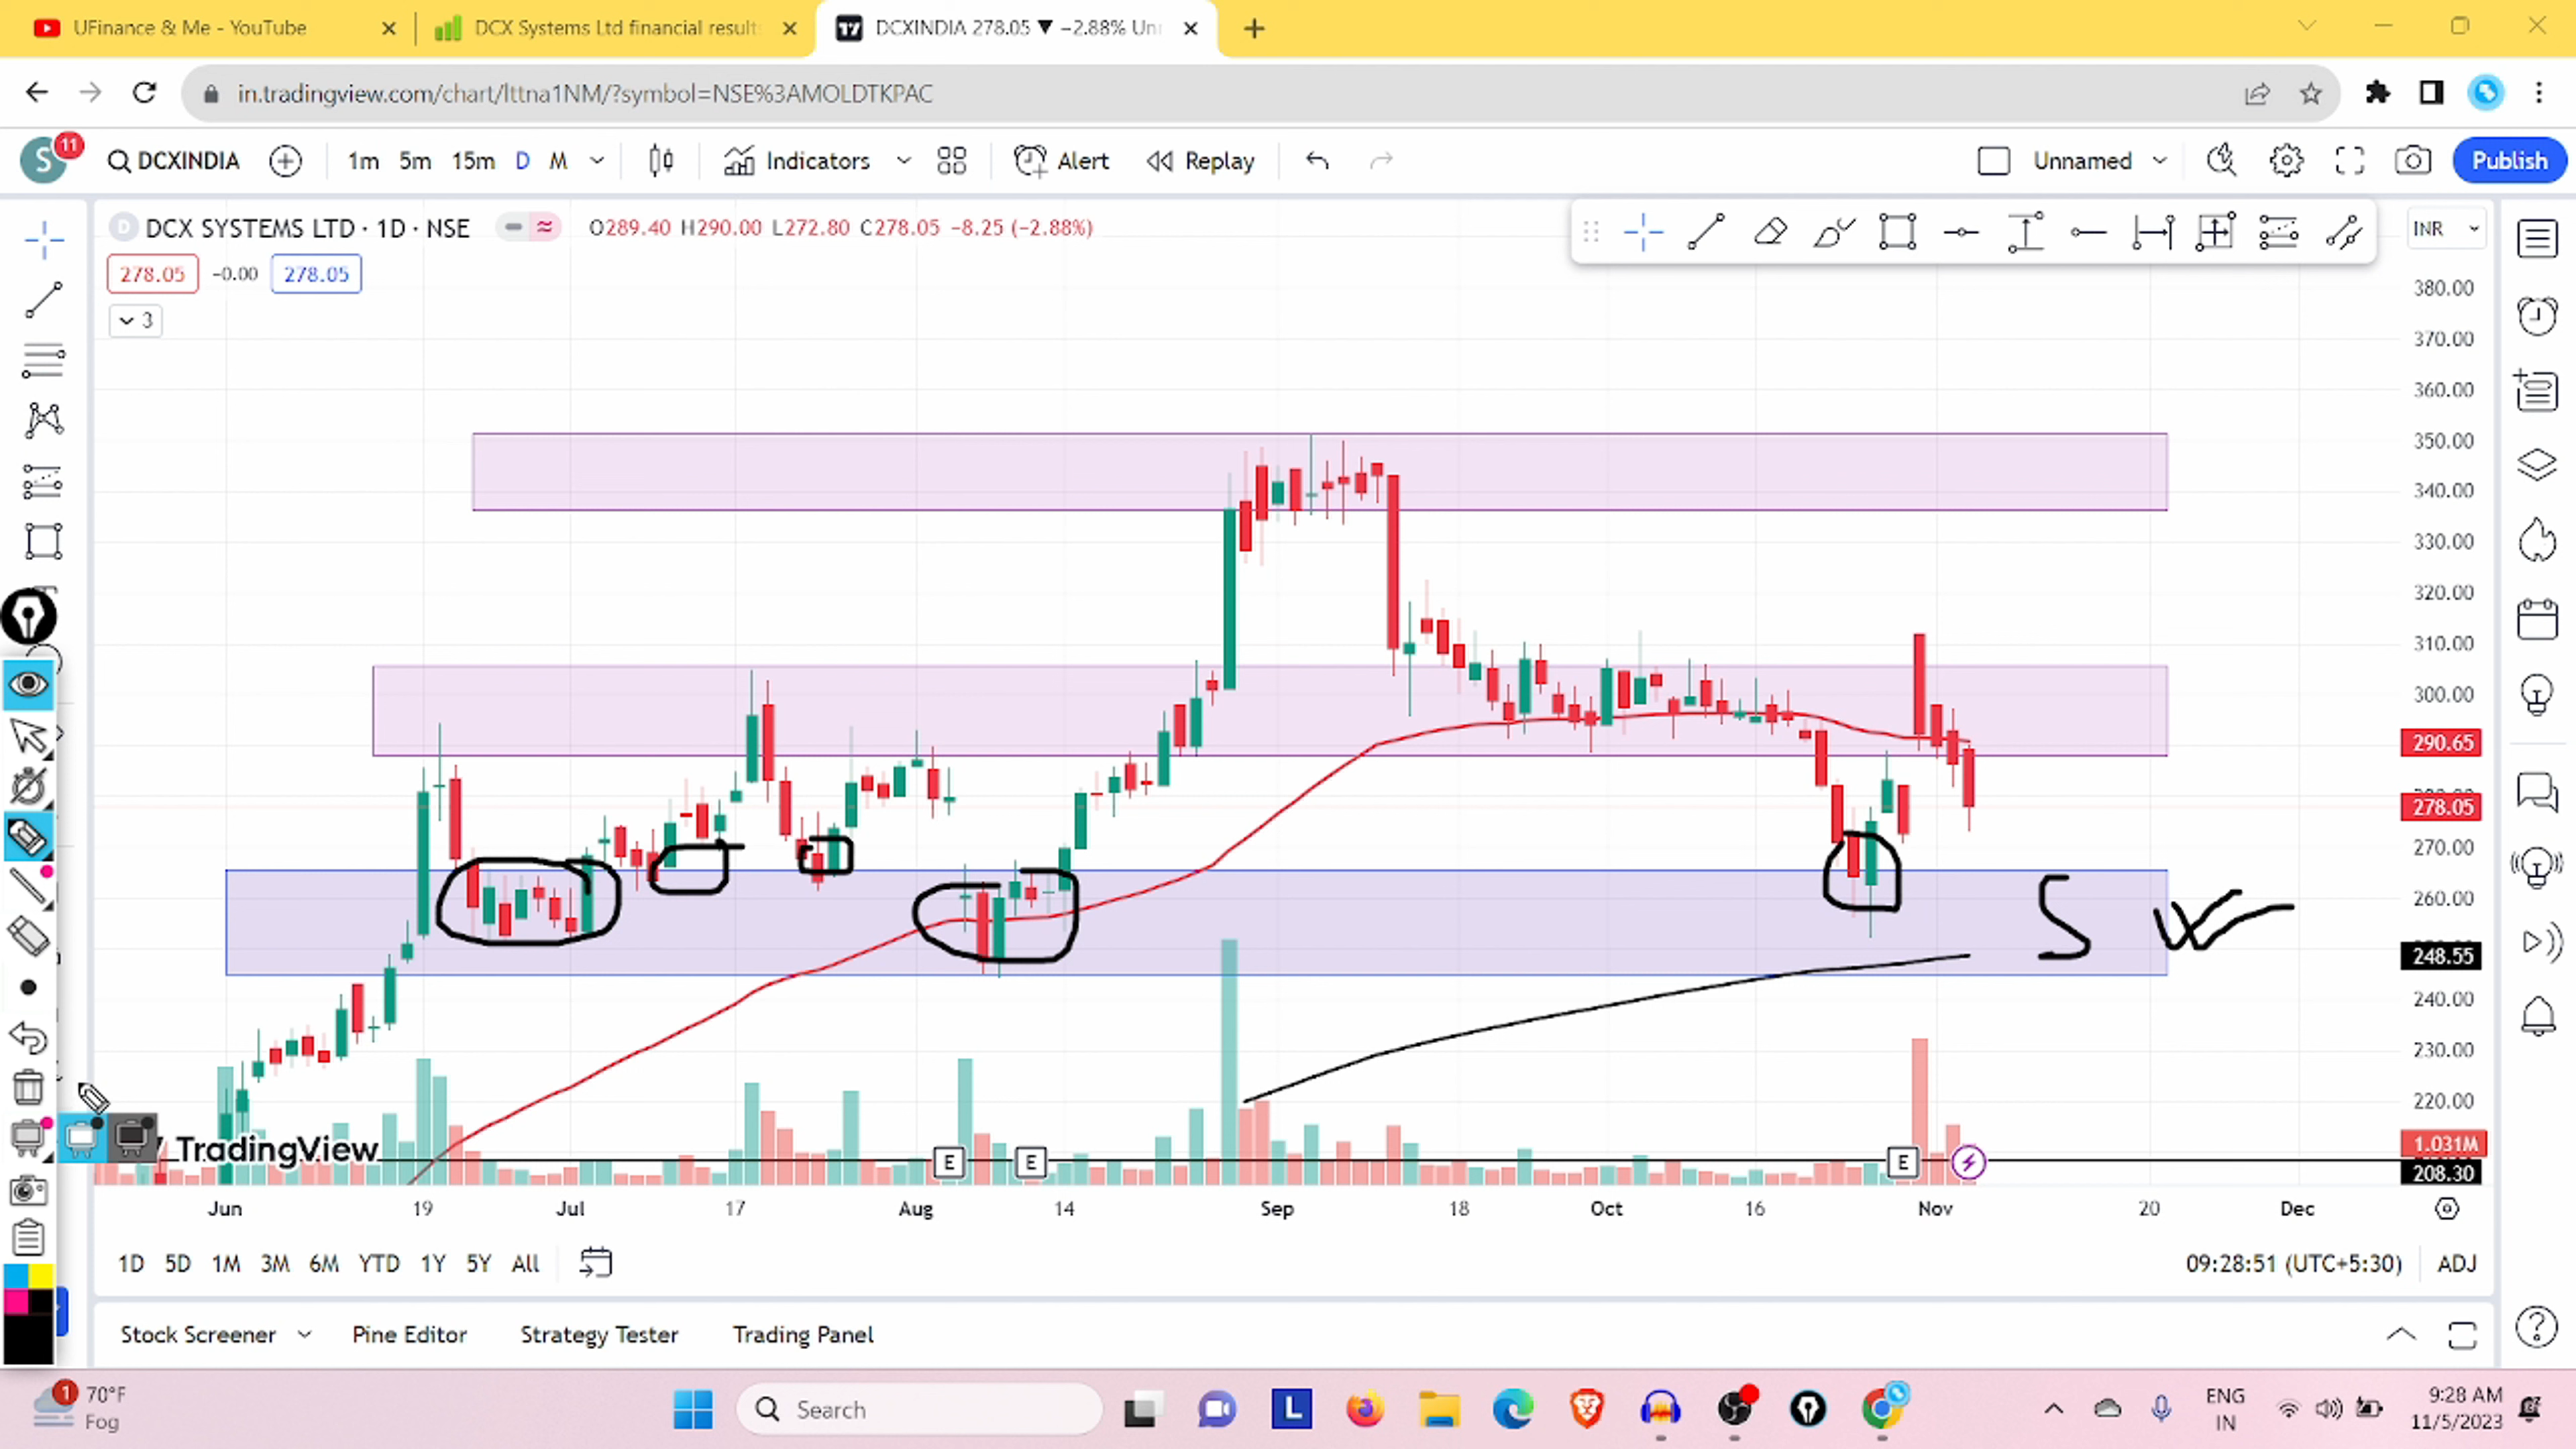 UFinance & Me - YouTube
DCX Systems Ltd financial result
DCXINDIA 278.05 ▼ −2.88% Un
in.tradingview.com/chart/lttna1NM/?symbol=NSE%3AMOLDTKPAC
S 11 DCXINDIA 1m 5m 15m D M Indicators Alert Replay Unnamed Publish
D DCX SYSTEMS LTD · 1D · NSE O289.40 H290.00 L272.80 C278.05 −8.25 (−2.88%) INR
278.05 −0.00 278.05
3
380.00
370.00
360.00
350.00
340.00
330.00
320.00
310.00
300.00
290.65
278.05
270.00
260.00
S
248.55
240.00
230.00
220.00
TradingView
E E E
1.031M
208.30
Jun 19 Jul 17 Aug 14 Sep 18 Oct 16 Nov 20 Dec
1D 5D 1M 3M 6M YTD 1Y 5Y All 09:28:51 (UTC+5:30) ADJ
Stock Screener Pine Editor Strategy Tester Trading Panel
1 70°F
Fog
Search
L
ENG
IN
9:28 AM
11/5/2023